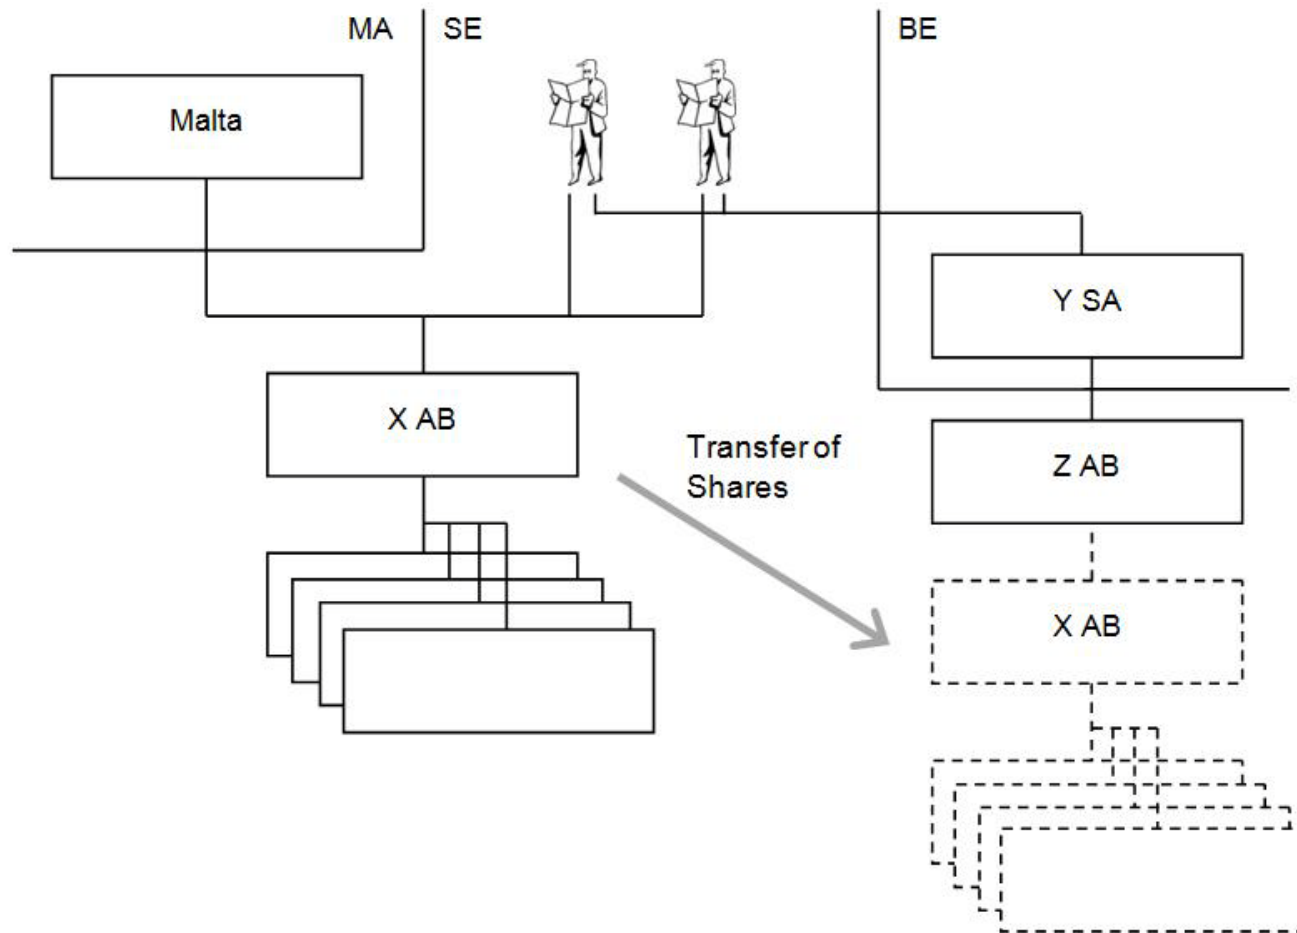 MA
SE
BE
Malta
Y SA
X AB
Transfer of
Shares
Z AB
X AB